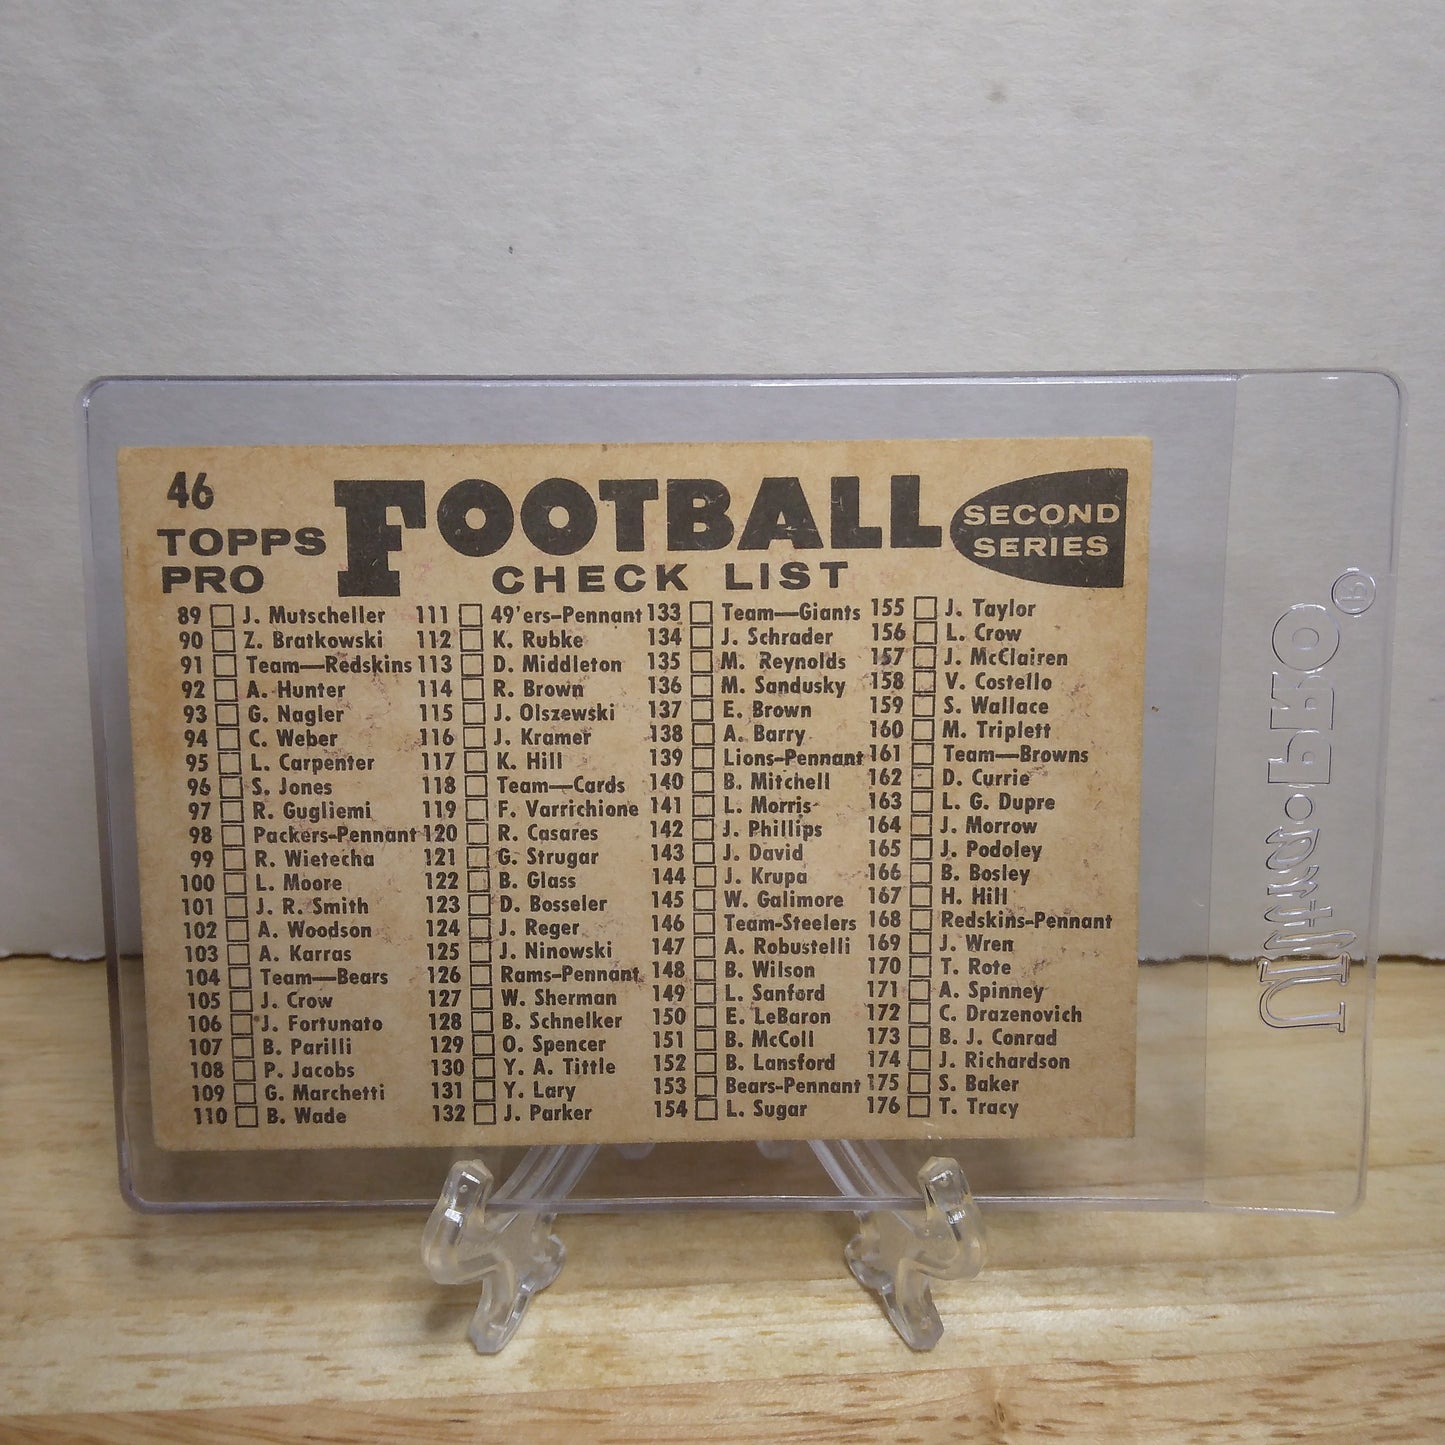 46
TOPPS
PRO
FOOTBALL
CHECK LIST
SECOND
SERIES
89 J. Mutscheller
90 Z. Bratkowski
91 Team—Redskins
92 A. Hunter
93 G. Nagler
94 C. Weber
95 L. Carpenter
96 S. Jones
97 R. Gugliemi
98 Packers-Pennant
99 R. Wietecha
100 L. Moore
101 J. R. Smith
102 A. Woodson
103 A. Karras
104 Team—Bears
105 J. Crow
106 J. Fortunato
107 B. Parilli
108 P. Jacobs
109 G. Marchetti
110 B. Wade
111 49'ers-Pennant
112 K. Rubke
113 D. Middleton
114 R. Brown
115 J. Olszewski
116 J. Kramer
117 K. Hill
118 Team—Cards
119 F. Varrichione
120 R. Casares
121 G. Strugar
122 B. Glass
123 D. Bosseler
124 J. Reger
125 J. Ninowski
126 Rams-Pennant
127 W. Sherman
128 B. Schnelker
129 O. Spencer
130 Y. A. Tittle
131 Y. Lary
132 J. Parker
133 Team—Giants
134 J. Schrader
135 M. Reynolds
136 M. Sandusky
137 E. Brown
138 A. Barry
139 Lions-Pennant
140 B. Mitchell
141 L. Morris
142 J. Phillips
143 J. David
144 J. Krupa
145 W. Galimore
146 Team-Steelers
147 A. Robustelli
148 B. Wilson
149 L. Sanford
150 E. LeBaron
151 B. McColl
152 B. Lansford
153 Bears-Pennant
154 L. Sugar
155 J. Taylor
156 L. Crow
157 J. McClairen
158 V. Costello
159 S. Wallace
160 M. Triplett
161 Team—Browns
162 D. Currie
163 L. G. Dupre
164 J. Morrow
165 J. Podoley
166 B. Bosley
167 H. Hill
168 Redskins-Pennant
169 J. Wren
170 T. Rote
171 A. Spinney
172 C. Drazenovich
173 B. J. Conrad
174 J. Richardson
175 S. Baker
176 T. Tracy
Ultra•PRO®